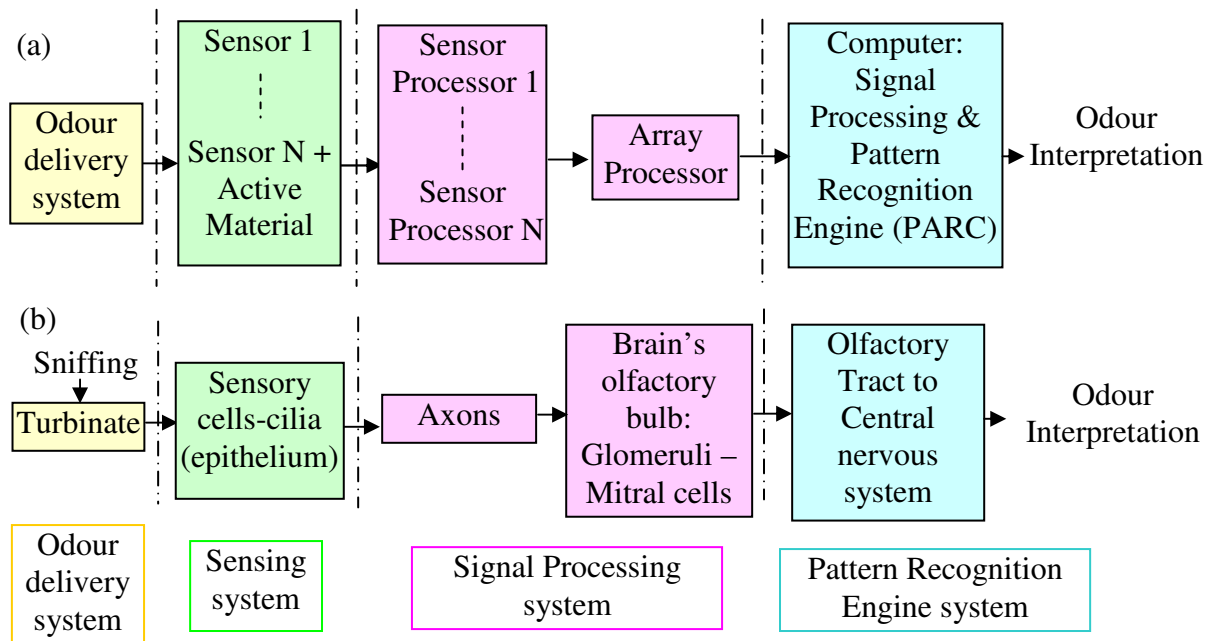 (a)
Odour
delivery
system
Sensor 1
Sensor N +
Active
Material
Sensor
Processor 1
Sensor
Processor N
Array
Processor
Computer:
Signal
Processing &
Pattern
Recognition
Engine (PARC)
Odour
Interpretation
(b)
Sniffing
Turbinate
Sensory
cells-cilia
(epithelium)
Axons
Brain’s
olfactory
bulb:
Glomeruli –
Mitral cells
Olfactory
Tract to
Central
nervous
system
Odour
Interpretation
Odour
delivery
system
Sensing
system
Signal Processing
system
Pattern Recognition
Engine system